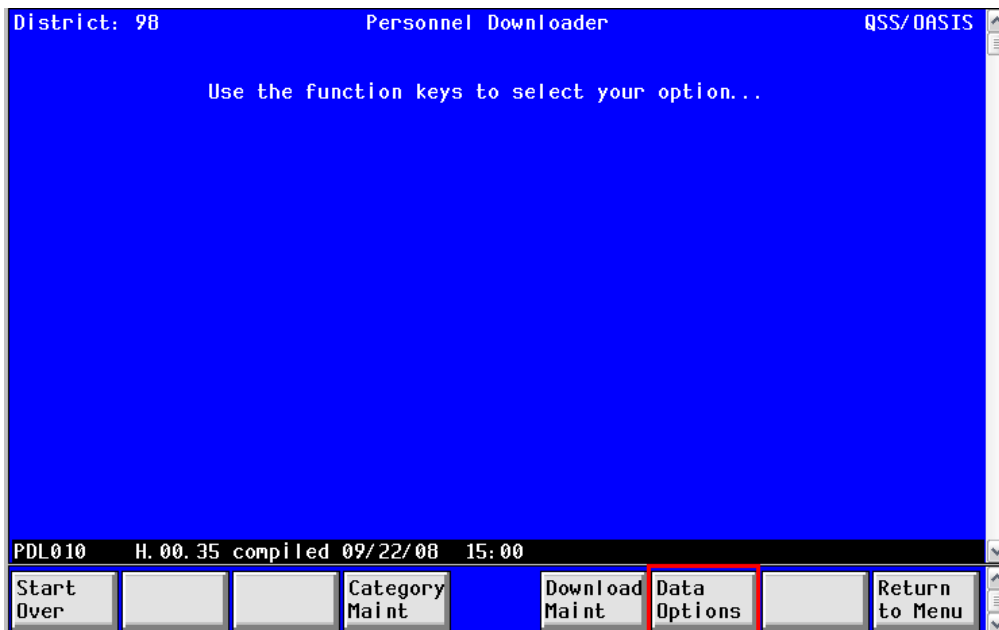 District: 98 Personnel Downloader QSS/OASIS
Use the function keys to select your option...
PDL010 H.00.35 compiled 09/22/08 15:00
Start Over
Category Maint
Download Maint
Data Options
Return to Menu